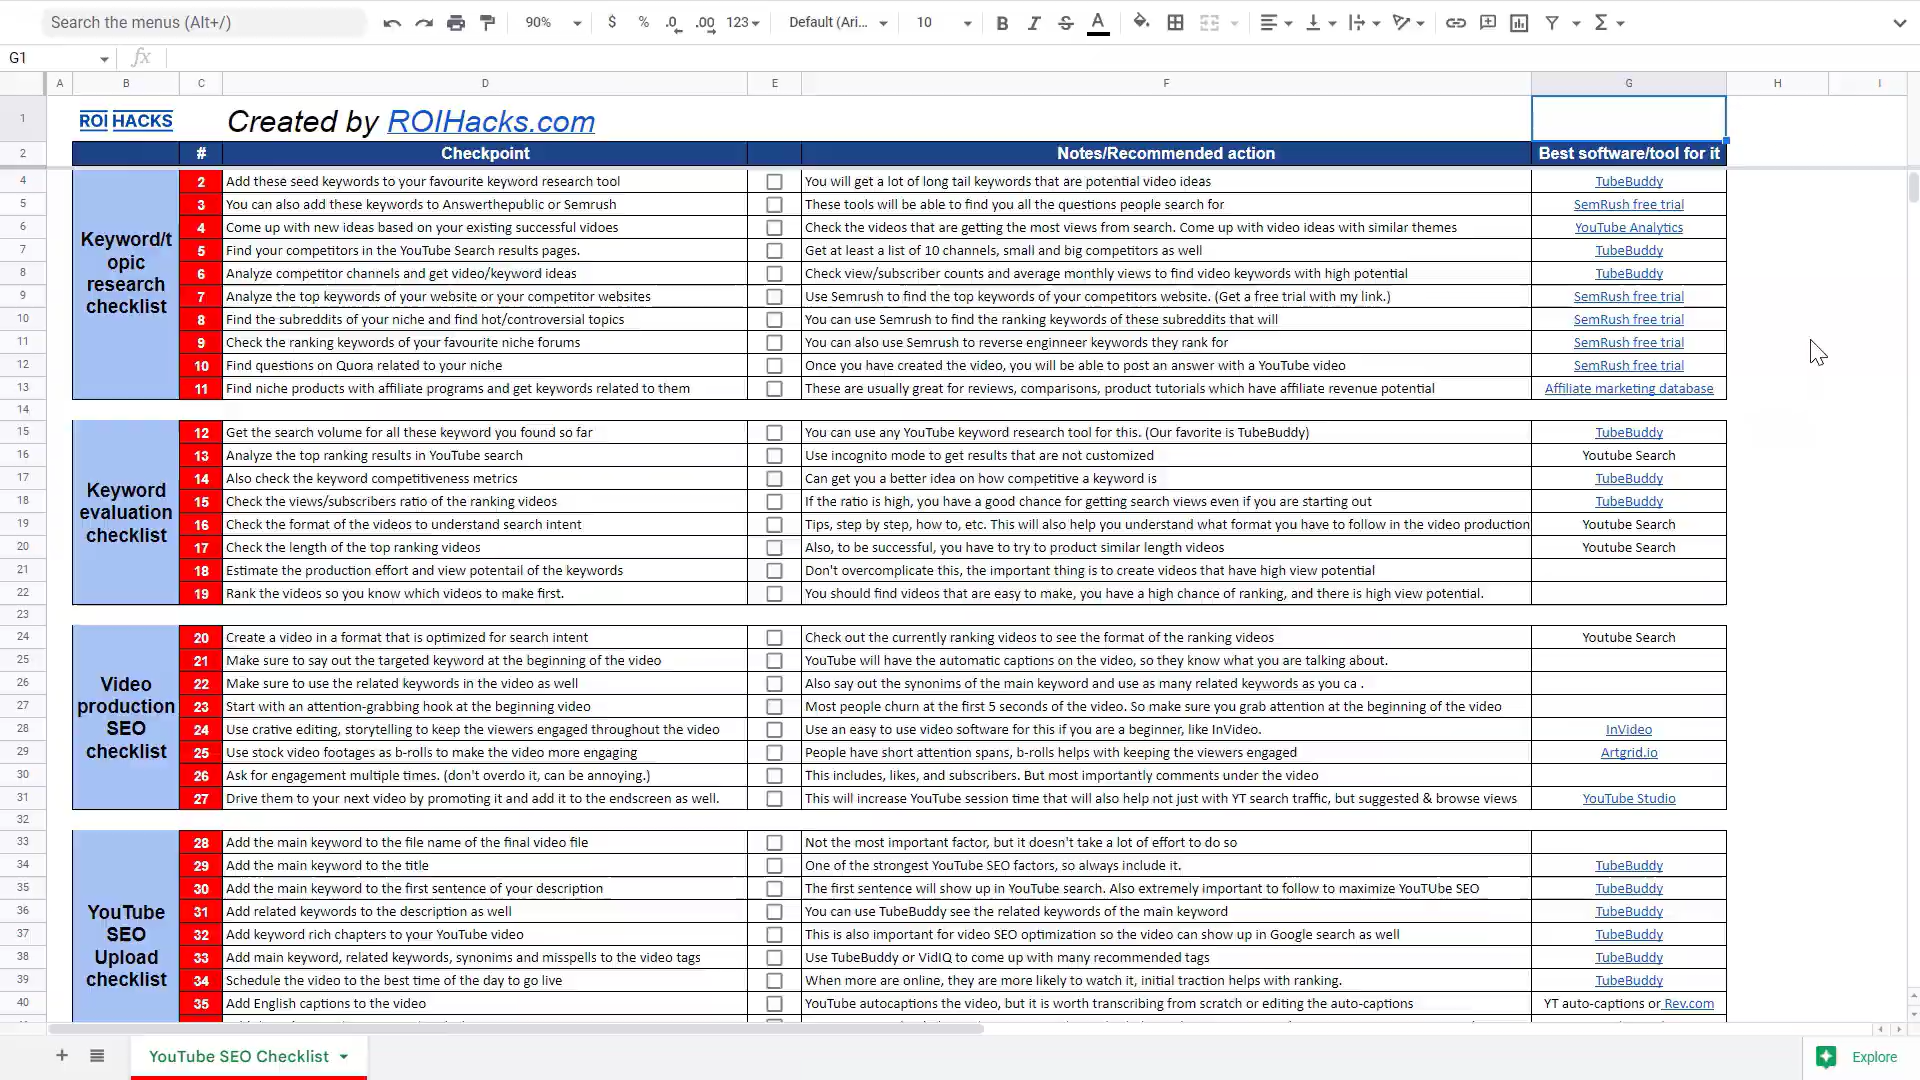 Search the menus (Alt+/)
90%
$
%
.0
.00
123
Default (Ari...
10
B
I
S
A
Σ
G1
fx
A B C D E F G H I
1 ROI HACKS Created by ROIHacks.com
2 # Checkpoint Notes/Recommended action Best software/tool for it
Keyword/t
opic
research
checklist
4 2 Add these seed keywords to your favourite keyword research tool You will get a lot of long tail keywords that are potential video ideas TubeBuddy
5 3 You can also add these keywords to Answerthepublic or Semrush These tools will be able to find you all the questions people search for SemRush free trial
6 4 Come up with new ideas based on your existing successful vidoes Check the videos that are getting the most views from search. Come up with video ideas with similar themes YouTube Analytics
7 5 Find your competitors in the YouTube Search results pages. Get at least a list of 10 channels, small and big competitors as well TubeBuddy
8 6 Analyze competitor channels and get video/keyword ideas Check view/subscriber counts and average monthly views to find video keywords with high potential TubeBuddy
9 7 Analyze the top keywords of your website or your competitor websites Use Semrush to find the top keywords of your competitors website. (Get a free trial with my link.) SemRush free trial
10 8 Find the subreddits of your niche and find hot/controversial topics You can use Semrush to find the ranking keywords of these subreddits that will SemRush free trial
11 9 Check the ranking keywords of your favourite niche forums You can also use Semrush to reverse engineer keywords they rank for SemRush free trial
12 10 Find questions on Quora related to your niche Once you have created the video, you will be able to post an answer with a YouTube video SemRush free trial
13 11 Find niche products with affiliate programs and get keywords related to them These are usually great for reviews, comparisons, product tutorials which have affiliate revenue potential Affiliate marketing database
14
Keyword
evaluation
checklist
15 12 Get the search volume for all these keyword you found so far You can use any YouTube keyword research tool for this. (Our favorite is TubeBuddy) TubeBuddy
16 13 Analyze the top ranking results in YouTube search Use incognito mode to get results that are not customized Youtube Search
17 14 Also check the keyword competitiveness metrics Can get you a better idea on how competitive a keyword is TubeBuddy
18 15 Check the views/subscribers ratio of the ranking videos If the ratio is high, you have a good chance for getting search views even if you are starting out TubeBuddy
19 16 Check the format of the videos to understand search intent Tips, step by step, how to, etc. This will also help you understand what format you have to follow in the video production Youtube Search
20 17 Check the length of the top ranking videos Also, to be successful, you have to try to product similar length videos Youtube Search
21 18 Estimate the production effort and view potentail of the keywords Don't overcomplicate this, the important thing is to create videos that have high view potential
22 19 Rank the videos so you know which videos to make first. You should find videos that are easy to make, you have a high chance of ranking, and there is high view potential.
23
Video
production
SEO
checklist
24 20 Create a video in a format that is optimized for search intent Check out the currently ranking videos to see the format of the ranking videos Youtube Search
25 21 Make sure to say out the targeted keyword at the beginning of the video YouTube will have the automatic captions on the video, so they know what you are talking about.
26 22 Make sure to use the related keywords in the video as well Also say out the synonims of the main keyword and use as many related keywords as you ca .
27 23 Start with an attention-grabbing hook at the beginning video Most people churn at the first 5 seconds of the video. So make sure you grab attention at the beginning of the video
28 24 Use crative editing, storytelling to keep the viewers engaged throughout the video Use an easy to use video software for this if you are a beginner, like InVideo. InVideo
29 25 Use stock video footages as b-rolls to make the video more engaging People have short attention spans, b-rolls helps with keeping the viewers engaged Artgrid.io
30 26 Ask for engagement multiple times. (don't overdo it, can be annoying.) This includes, likes, and subscribers. But most importantly comments under the video
31 27 Drive them to your next video by promoting it and add it to the endscreen as well. This will increase YouTube session time that will also help not just with YT search traffic, but suggested & browse views YouTube Studio
32
YouTube
SEO
Upload
checklist
33 28 Add the main keyword to the file name of the final video file Not the most important factor, but it doesn't take a lot of effort to do so
34 29 Add the main keyword to the title One of the strongest YouTube SEO factors, so always include it. TubeBuddy
35 30 Add the main keyword to the first sentence of your description The first sentence will show up in YouTube search. Also extremely important to follow to maximize YouTube SEO TubeBuddy
36 31 Add related keywords to the description as well You can use TubeBuddy see the related keywords of the main keyword TubeBuddy
37 32 Add keyword rich chapters to your YouTube video This is also important for video SEO optimization so the video can show up in Google search as well TubeBuddy
38 33 Add main keyword, related keywords, synonyms and misspells to the video tags Use TubeBuddy or VidIQ to come up with many recommended tags TubeBuddy
39 34 Schedule the video to the best time of the day to go live When more are online, they are more likely to watch it, initial traction helps with ranking. TubeBuddy
40 35 Add English captions to the video YouTube autocaptions the video, but it is worth transcribing from scratch or editing the auto-captions YT auto-captions or Rev.com
YouTube SEO Checklist
Explore